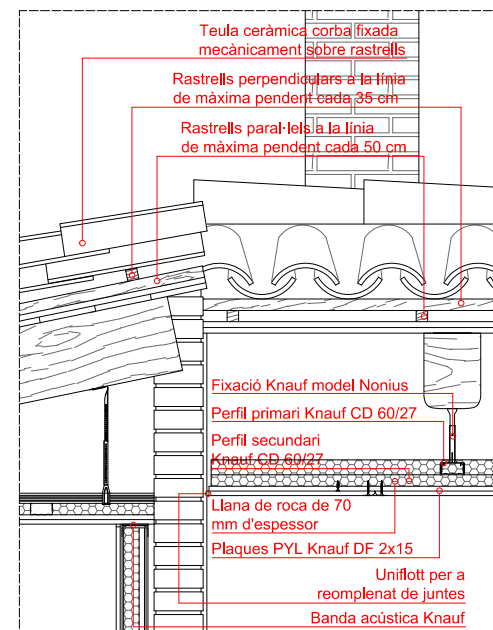 Teula ceràmica corba fixada
mecànicament sobre rastrells
Rastrells perpendiculars a la línia
de màxima pendent cada 35 cm
Rastrells paral·lels a la línia
de màxima pendent cada 50 cm
Fixació Knauf model Nonius
Perfil primari Knauf CD 60/27
Perfil secundari
Knauf CD 60/27
Llana de roca de 70
mm d'espessor
Plaques PYL Knauf DF 2x15
Uniflott per a
reomplenat de juntes
Banda acústica Knauf